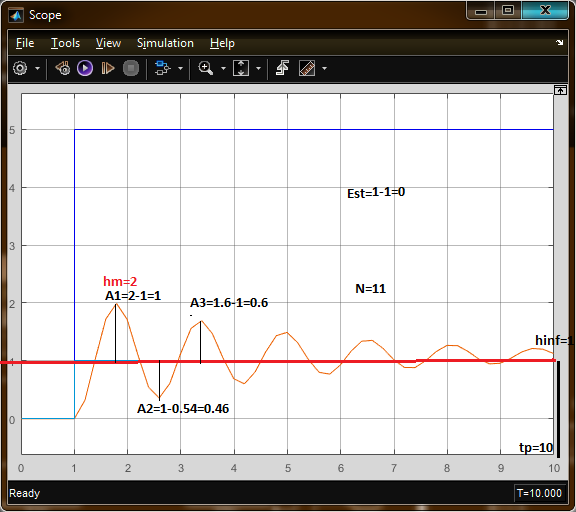 Scope
File Tools View Simulation Help
5
4
3
2
1
0
Est=1-1=0
hm=2
A1=2-1=1
A3=1.6-1=0.6
N=11
hinf=1
A2=1-0.54=0.46
tp=10
0 1 2 3 4 5 6 7 8 9 10
Ready T=10.000